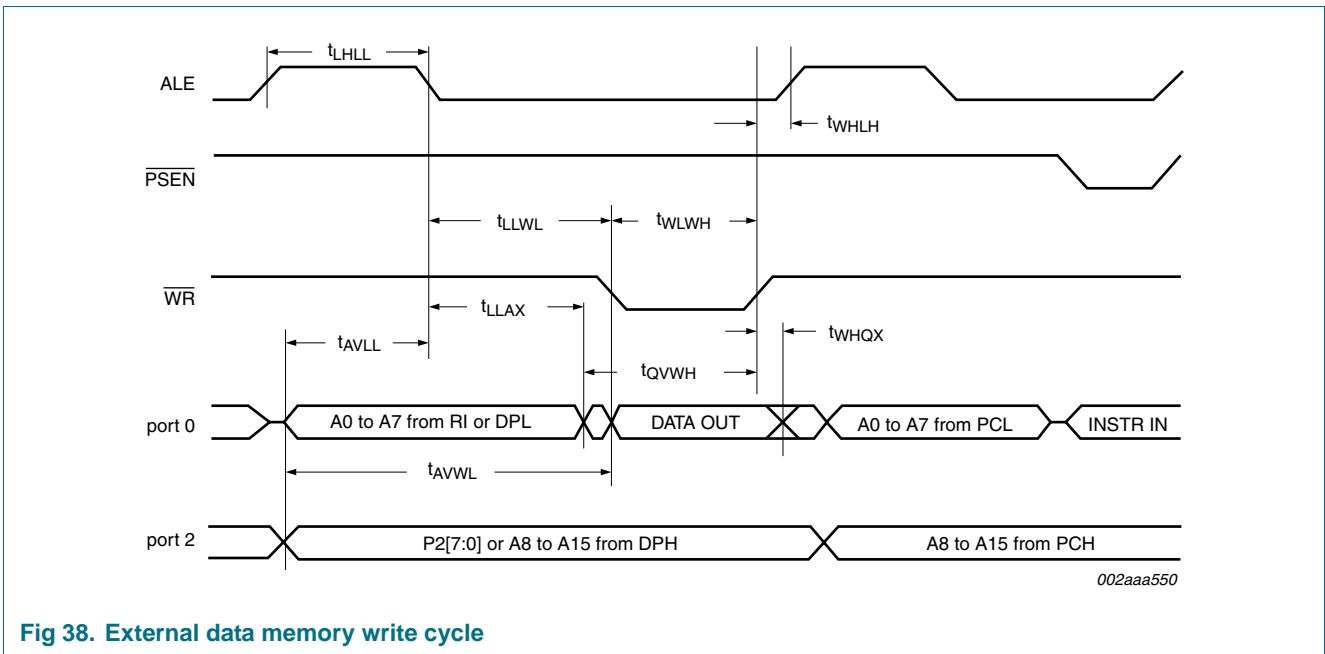 tLHLL
ALE
tWHLH
PSEN
tLLWL
tWLWH
WR
tLLAX
tWHQX
tAVLL
tQVWH
port 0
A0 to A7 from RI or DPL
DATA OUT
A0 to A7 from PCL
INSTR IN
tAVWL
port 2
P2[7:0] or A8 to A15 from DPH
A8 to A15 from PCH
002aaa550
Fig 38. External data memory write cycle